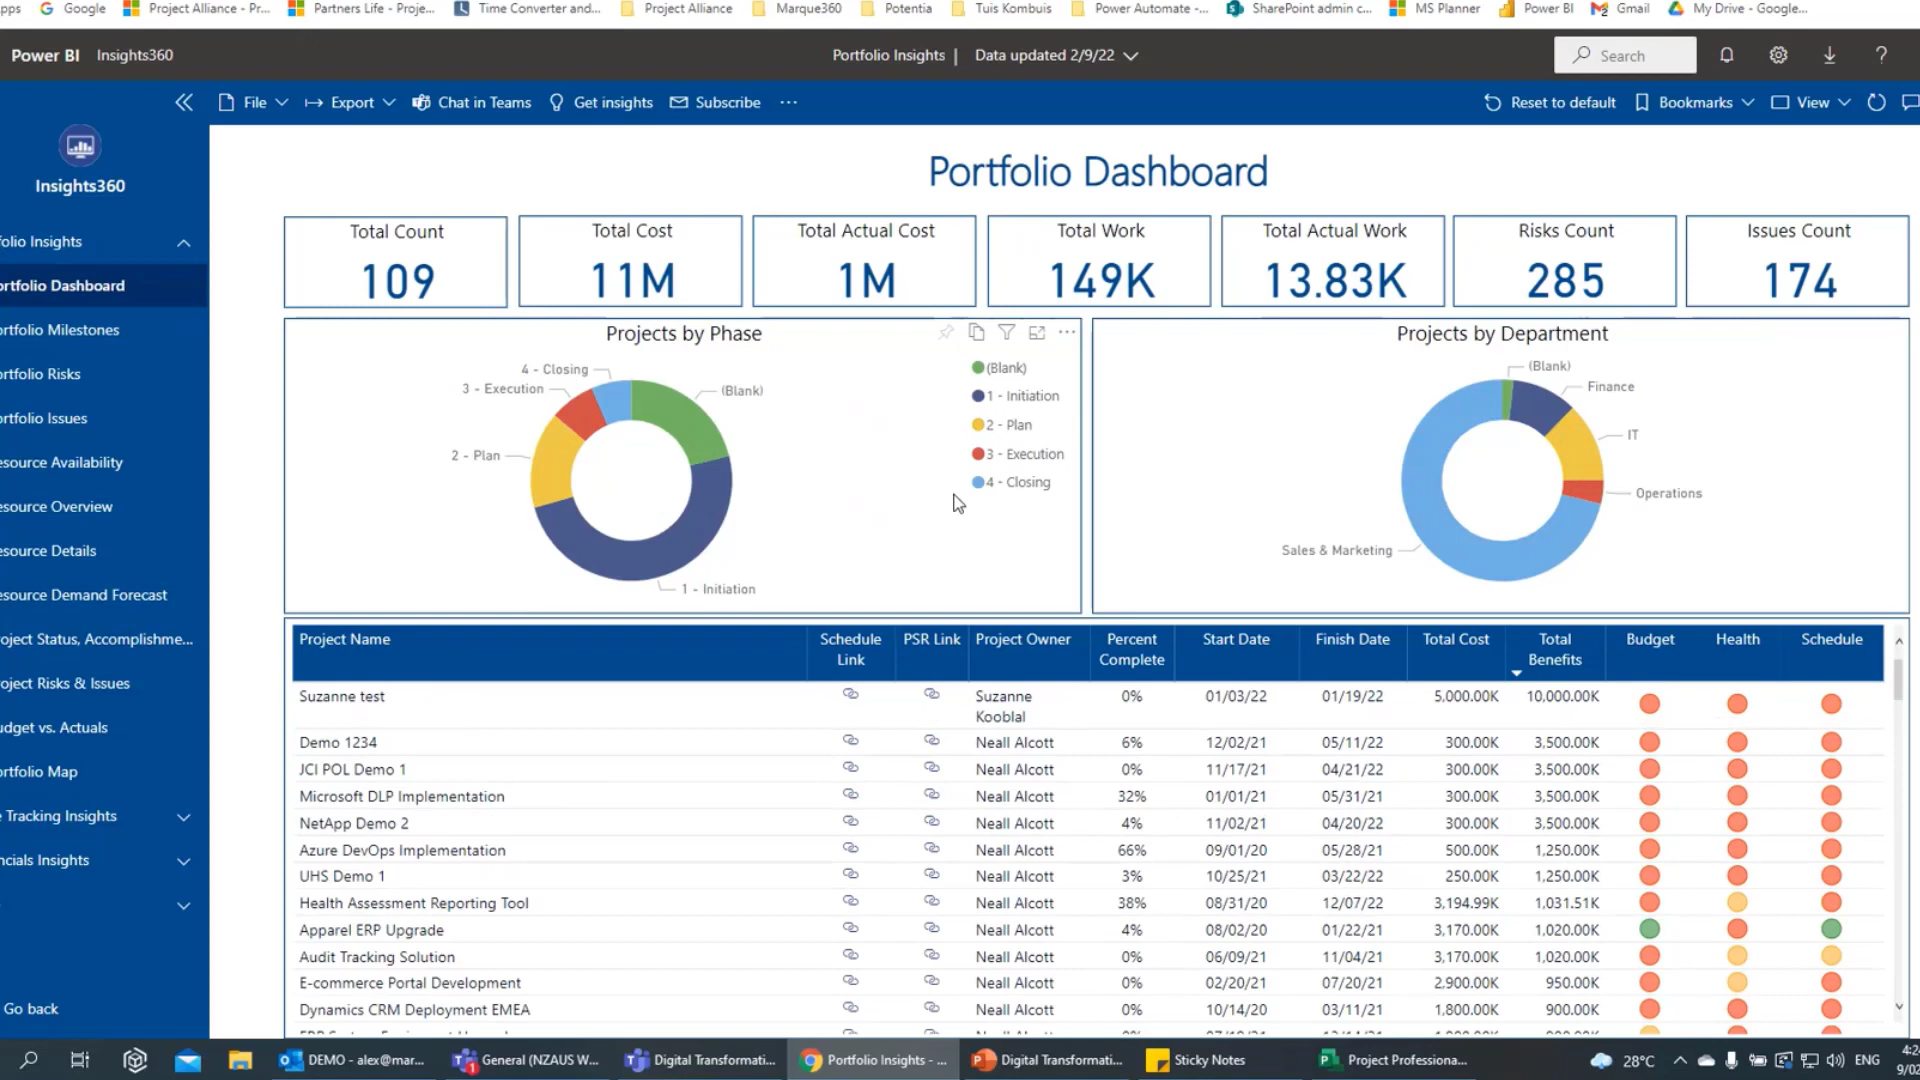 pps Google Project Alliance - Pr... Partners Life - Proje... Time Converter and... Project Alliance Marque360 Potentia Tuis Kombuis Power Automate -... SharePoint admin c... MS Planner Power BI Gmail My Drive - Google...
Power BI Insights360 Portfolio Insights | Data updated 2/9/22 Search
File Export Chat in Teams Get insights Subscribe ... Reset to default Bookmarks View
Insights360
folio Insights
ortfolio Dashboard
ortfolio Milestones
ortfolio Risks
ortfolio Issues
esource Availability
esource Overview
esource Details
esource Demand Forecast
oject Status, Accomplishme...
oject Risks & Issues
udget vs. Actuals
ortfolio Map
e Tracking Insights
ncials Insights
Go back
Portfolio Dashboard
Total Count Total Cost Total Actual Cost Total Work Total Actual Work Risks Count Issues Count
109 11M 1M 149K 13.83K 285 174
Projects by Phase
4 - Closing
3 - Execution
(Blank)
2 - Plan
1 - Initiation
(Blank)
1 - Initiation
2 - Plan
3 - Execution
4 - Closing
Projects by Department
(Blank)
Finance
IT
Operations
Sales & Marketing
Project Name Schedule Link PSR Link Project Owner Percent Complete Start Date Finish Date Total Cost Total Benefits Budget Health Schedule
Suzanne test Suzanne Kooblal 0% 01/03/22 01/19/22 5,000.00K 10,000.00K
Demo 1234 Neall Alcott 6% 12/02/21 05/11/22 300.00K 3,500.00K
JCI POL Demo 1 Neall Alcott 0% 11/17/21 04/21/22 300.00K 3,500.00K
Microsoft DLP Implementation Neall Alcott 32% 01/01/21 05/31/21 300.00K 3,500.00K
NetApp Demo 2 Neall Alcott 4% 11/02/21 04/20/22 300.00K 3,500.00K
Azure DevOps Implementation Neall Alcott 66% 09/01/20 05/28/21 500.00K 1,250.00K
UHS Demo 1 Neall Alcott 3% 10/25/21 03/22/22 250.00K 1,250.00K
Health Assessment Reporting Tool Neall Alcott 38% 08/31/20 12/07/22 3,194.99K 1,031.51K
Apparel ERP Upgrade Neall Alcott 4% 08/02/20 01/22/21 3,170.00K 1,020.00K
Audit Tracking Solution Neall Alcott 0% 06/09/21 11/04/21 3,170.00K 1,020.00K
E-commerce Portal Development Neall Alcott 0% 02/20/21 07/20/21 2,900.00K 950.00K
Dynamics CRM Deployment EMEA Neall Alcott 0% 10/14/20 03/11/21 1,800.00K 900.00K
DEMO - alex@mar... General (NZAUS W... Digital Transformati... Portfolio Insights - ... Digital Transformati... Sticky Notes Project Professiona... 28°C ENG